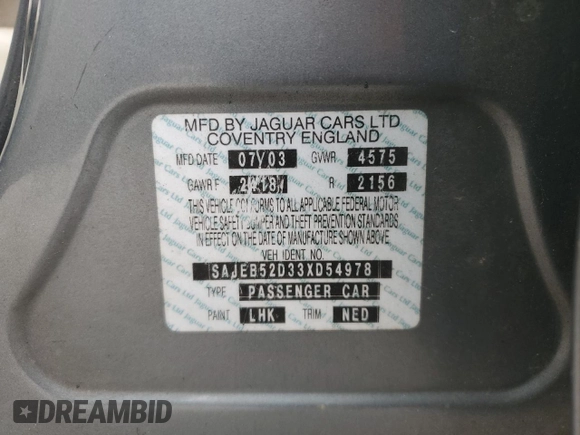 MFD BY JAGUAR CARS LTD
COVENTRY ENGLAND
MFD DATE 07/03 GVWR 4575
GAWR F R 2156
THIS VEHICLE CONFORMS TO ALL APPLICABLE FEDERAL MOTOR
VEHICLE SAFETY BUMPER AND THEFT PREVENTION STANDARDS
IN EFFECT ON THE DATE OF MANUFACTURE SHOWN ABOVE.
VEH IDENT. NO.
SAJEB52D33XD54978
TYPE PASSENGER CAR
PAINT LHK TRIM NED
DREAMBID